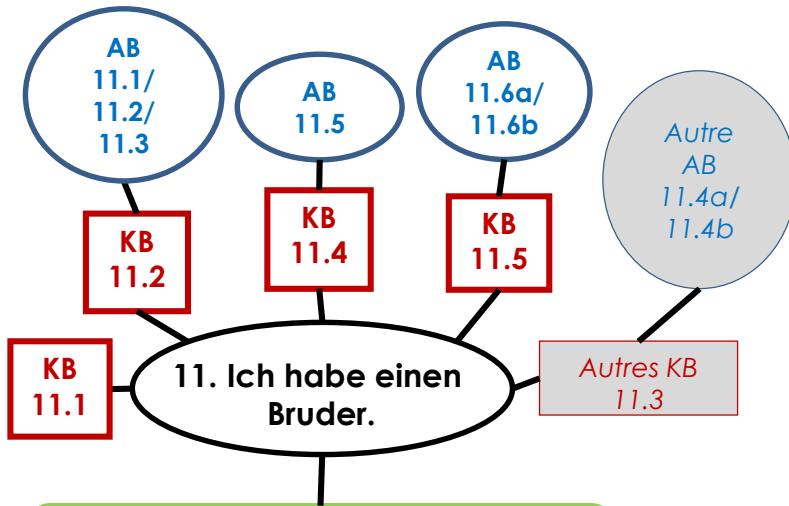 AB
11.1/
11.2/
11.3
AB
11.5
AB
11.6a/
11.6b
Autre
AB
11.4a/
11.4b
KB
11.2
KB
11.4
KB
11.5
KB
11.1
11. Ich habe einen
Bruder.
Autres KB
11.3